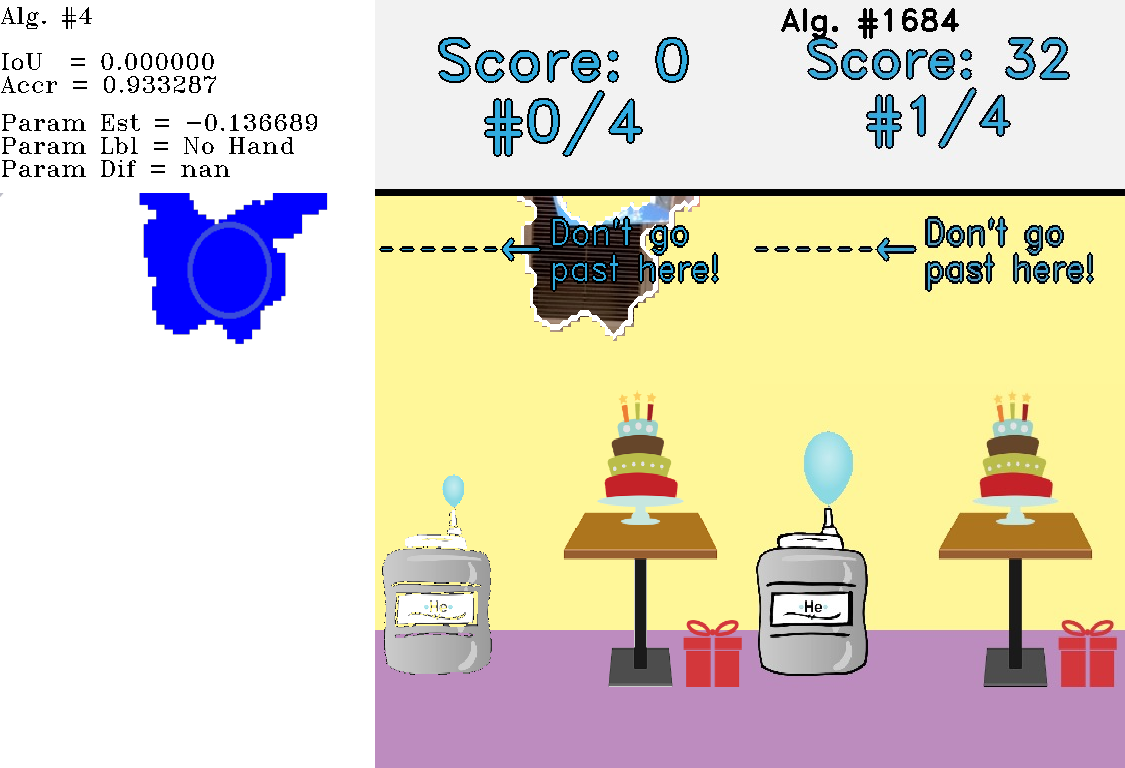 Alg. #4
IoU = 0.000000
Accr = 0.933287
Param Est = −0.136689
Param Lbl = No Hand
Param Dif = nan
Score: 0
#0/4
Alg. #1684
Score: 32
#1/4
Don't go
past here!
Don't go
past here!
He
He